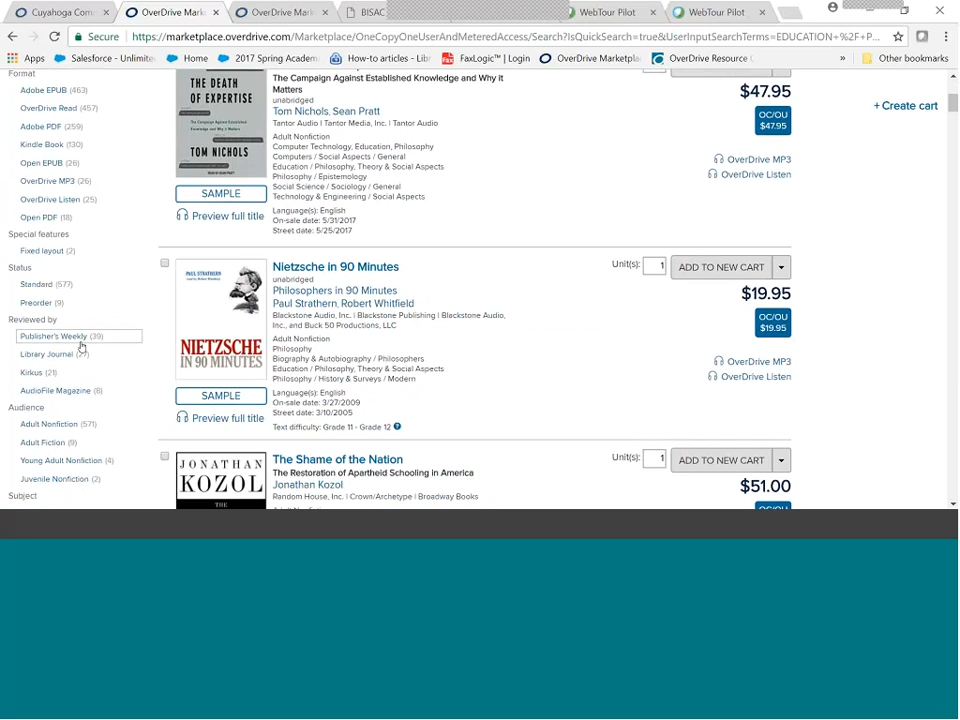 Cuyahoga Com
OverDrive Mark
OverDrive Mark
BISAC
WebTour Pilot
WebTour Pilot
Secure
https://marketplace.overdrive.com/Marketplace/OneCopyOneUserAndMeteredAccess/Search?IsQuickSearch=true&UserInputSearchTerms=EDUCATION+%2F+P...
Apps
Salesforce - Unlimite
Home
2017 Spring Academ
How-to articles - Libr
FaxLogic™ | Login
OverDrive Marketpla
OverDrive Resource C
»
Other bookmarks
Format
Adobe EPUB (463)
OverDrive Read (457)
Adobe PDF (259)
Kindle Book (130)
Open EPUB (26)
OverDrive MP3 (26)
OverDrive Listen (25)
Open PDF (18)
Special features
Fixed layout (2)
Status
Standard (577)
Preorder (9)
Reviewed by
Publisher's Weekly (39)
Library Journal
Kirkus (21)
AudioFile Magazine (8)
Audience
Adult Nonfiction (571)
Adult Fiction (9)
Young Adult Nonfiction (4)
Juvenile Nonfiction (2)
Subject
THE DEATH
OF EXPERTISE
TOM NICHOLS
SAMPLE
Preview full title
The Campaign Against Established Knowledge and Why it
Matters
unabridged
Tom Nichols, Sean Pratt
Tantor Audio | Tantor Media, Inc. | Tantor Audio
Adult Nonfiction
Computer Technology, Education, Philosophy
Computers / Social Aspects / General
Education / Philosophy, Theory & Social Aspects
Philosophy / Epistemology
Social Science / Sociology / General
Technology & Engineering / Social Aspects
Language(s): English
On-sale date: 5/31/2017
Street date: 5/25/2017
$47.95
OC/OU
$47.95
OverDrive MP3
OverDrive Listen
+ Create cart
PAUL STRATHERN
NIETZSCHE
IN 90 MINUTES
SAMPLE
Preview full title
Nietzsche in 90 Minutes
unabridged
Philosophers in 90 Minutes
Paul Strathern, Robert Whitfield
Blackstone Audio, Inc. | Blackstone Publishing | Blackstone Audio,
Inc., and Buck 50 Productions, LLC
Adult Nonfiction
Philosophy
Biography & Autobiography / Philosophers
Education / Philosophy, Theory & Social Aspects
Philosophy / History & Surveys / Modern
Language(s): English
On-sale date: 3/27/2009
Street date: 3/10/2005
Text difficulty: Grade 11 - Grade 12 ?
Unit(s): 1
ADD TO NEW CART
$19.95
OC/OU
$19.95
OverDrive MP3
OverDrive Listen
JONATHAN
KOZOL
THE
The Shame of the Nation
The Restoration of Apartheid Schooling in America
Jonathan Kozol
Random House, Inc. | Crown/Archetype | Broadway Books
Unit(s): 1
ADD TO NEW CART
$51.00